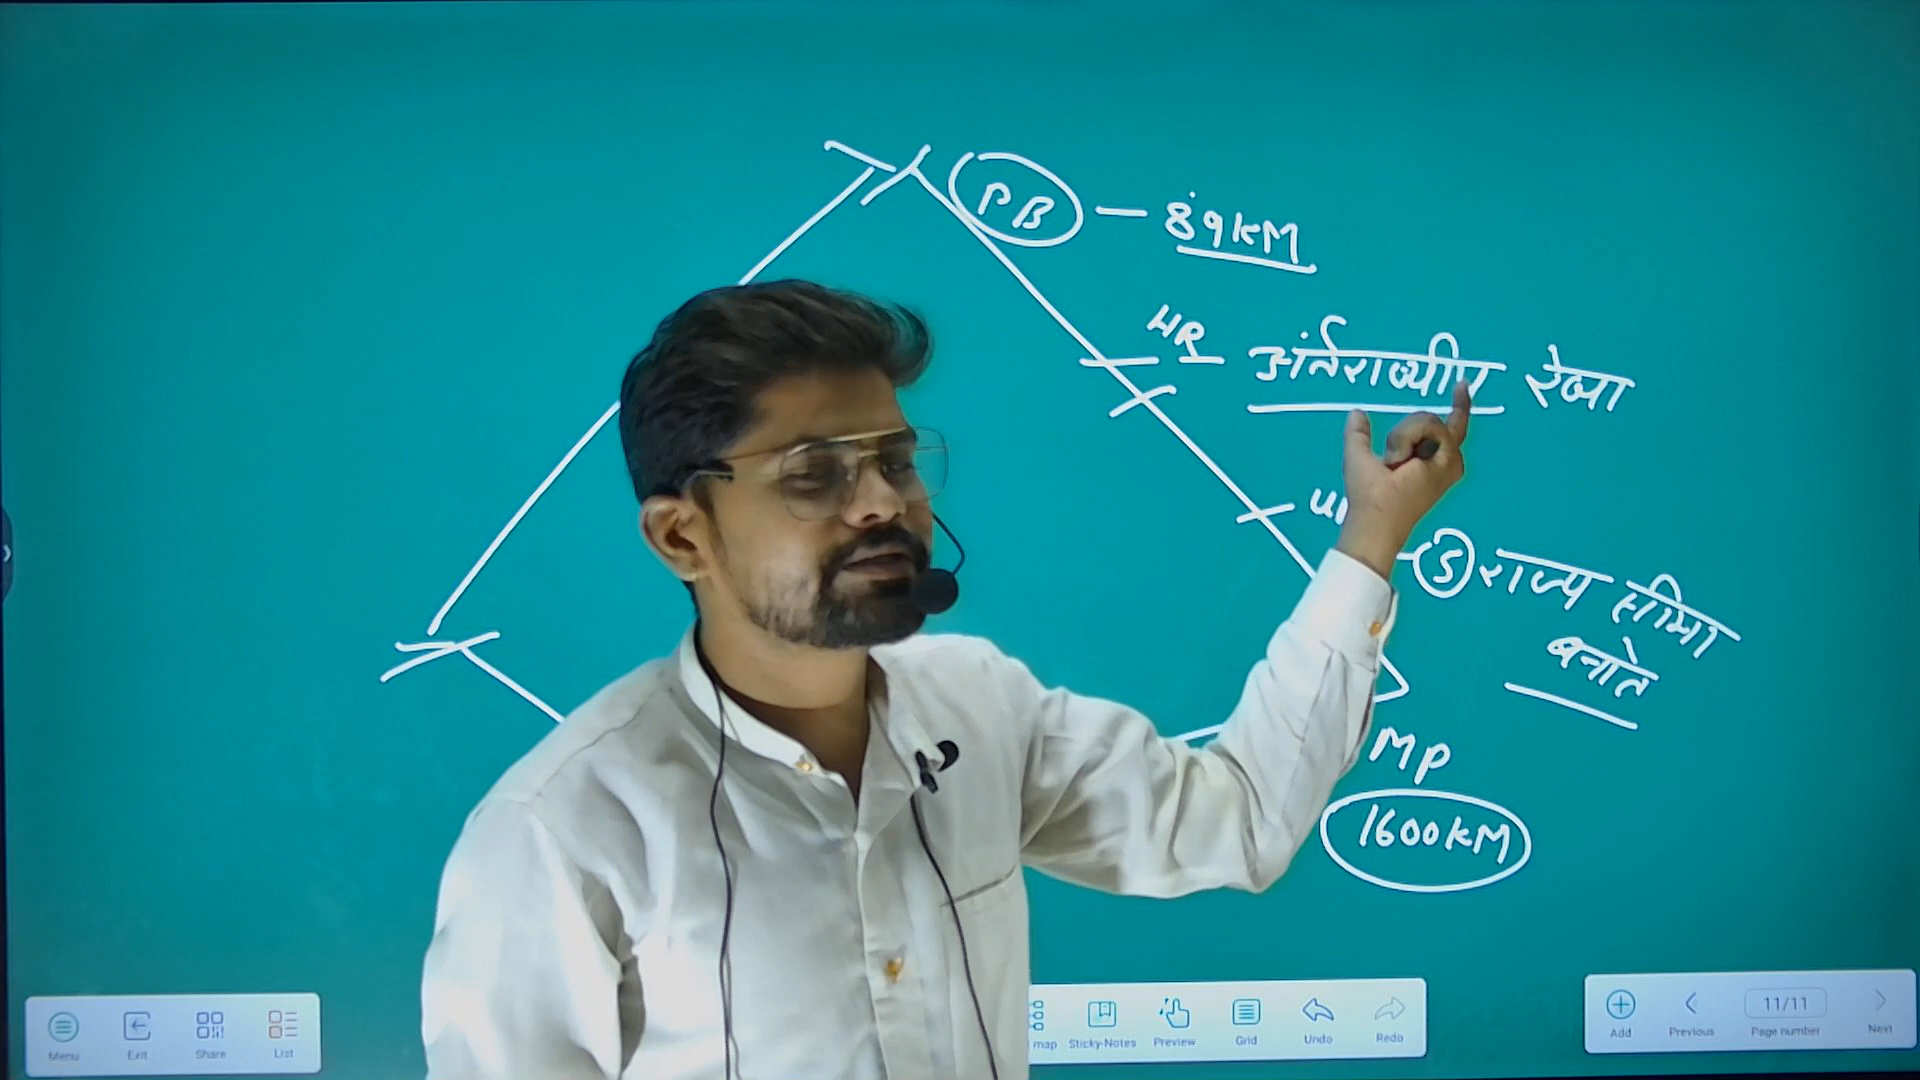 PB — 89KM
HR अंर्तराज्यीय रेखा
5 राज्य सीमा
बनाते
MP
1600KM
Menu
Exit
Share
List
map
Sticky-Notes
Preview
Grid
Undo
Redo
Add
Previous
11/11
Page number
Next